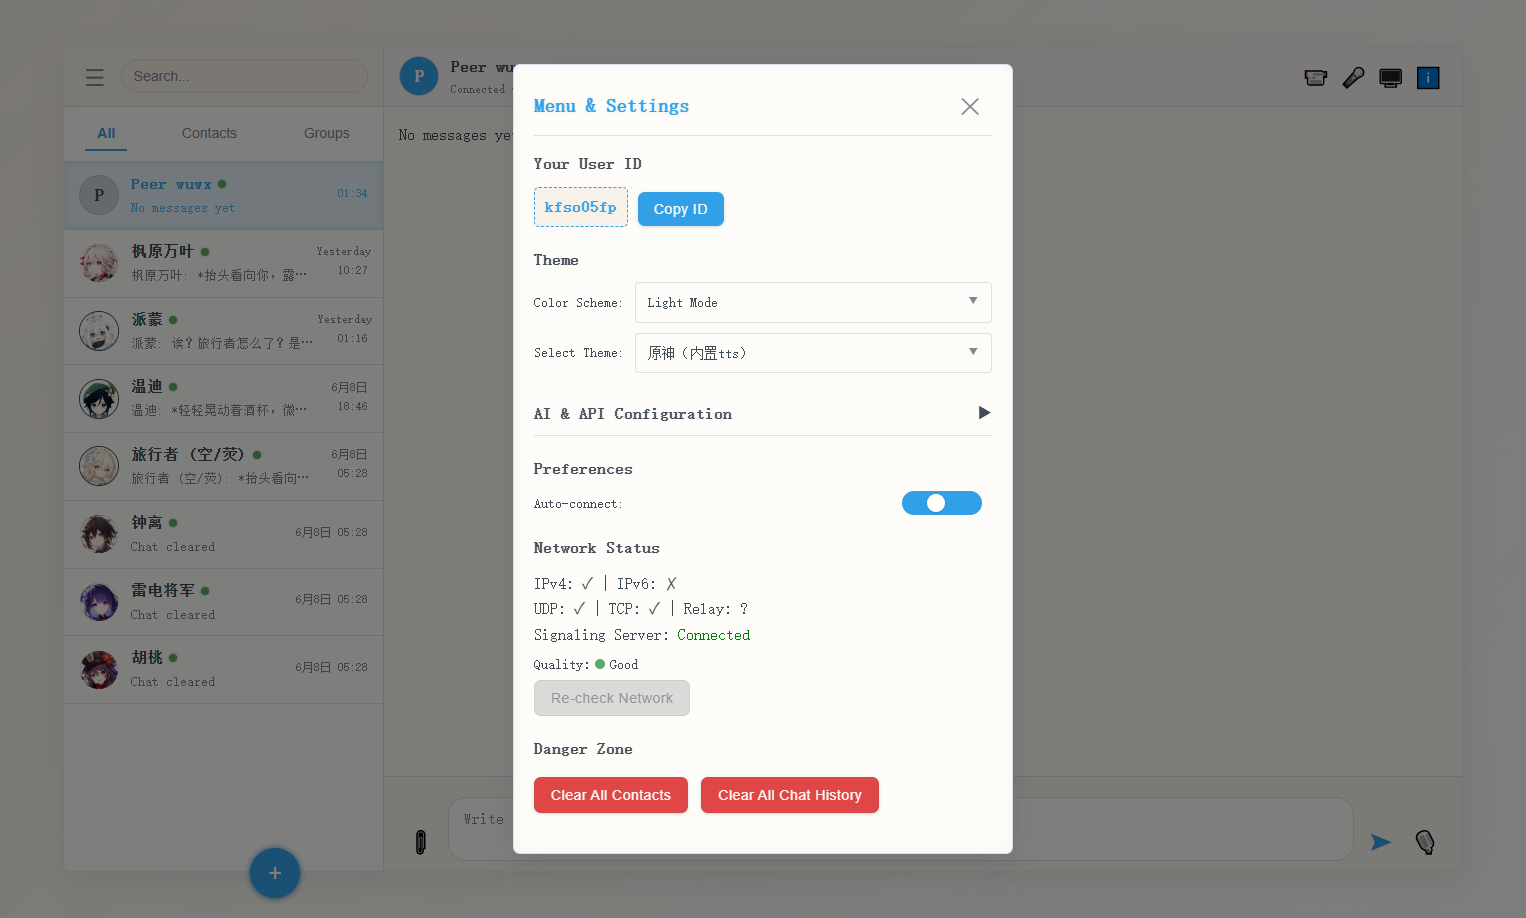 Search...
All Contacts Groups
P
Peer wuwx
01:34
No messages yet
枫原万叶
Yesterday
枫原万叶: *抬头看向你，露…
10:27
派蒙
Yesterday
派蒙: 诶？旅行者怎么了？是…
01:16
温迪
6月8日
温迪: *轻轻晃动着酒杯，微…
18:46
旅行者 (空/荧)
6月8日
旅行者 (空/荧): *抬头看向…
05:28
钟离
6月8日 05:28
Chat cleared
雷电将军
6月8日 05:28
Chat cleared
胡桃
6月8日 05:28
Chat cleared
+
P
Peer wu
Connected
i
No messages ye
Write
Menu & Settings
Your User ID
kfso05fp Copy ID
Theme
Color Scheme: Light Mode
Select Theme: 原神（内置tts）
AI & API Configuration
Preferences
Auto-connect:
Network Status
IPv4: ✓ | IPv6: ✗
UDP: ✓ | TCP: ✓ | Relay: ?
Signaling Server: Connected
Quality: Good
Re-check Network
Danger Zone
Clear All Contacts Clear All Chat History